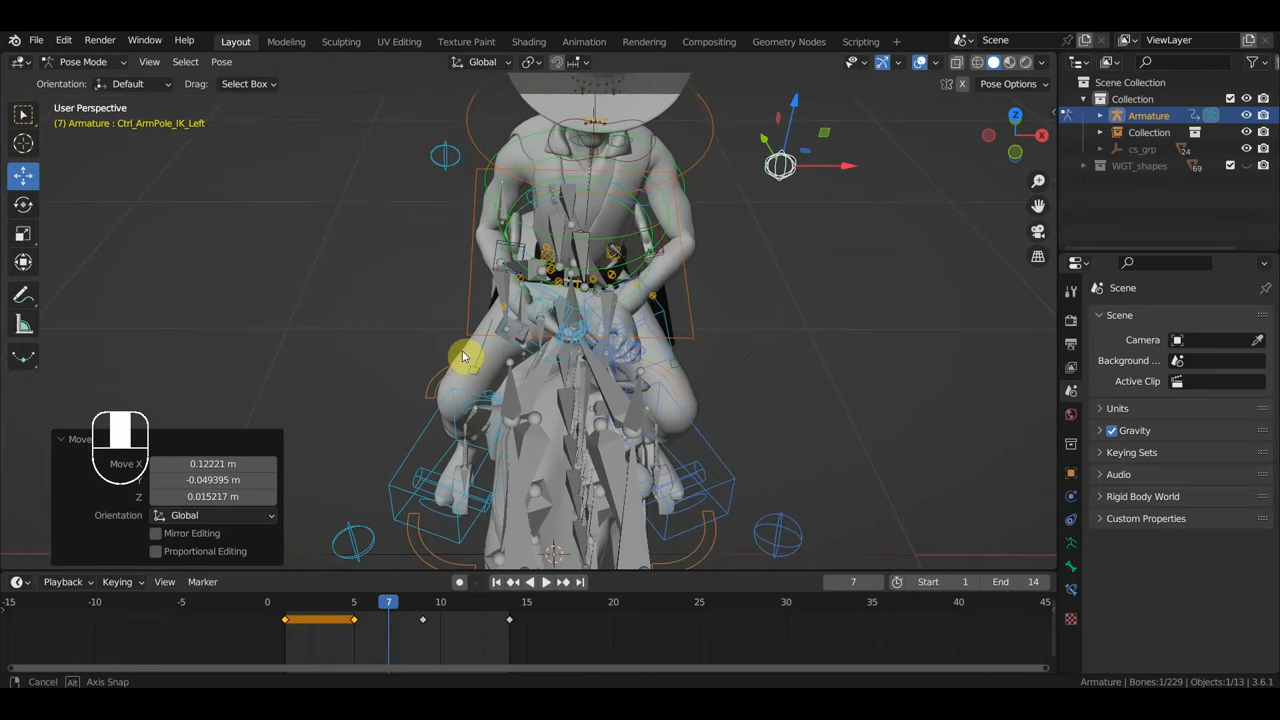 File Edit Render Window Help Layout Modeling Sculpting UV Editing Texture Paint Shading Animation Rendering Compositing Geometry Nodes Scripting + Scene ViewLayer
Pose Mode View Select Pose Global
Orientation: Default Drag: Select Box X Pose Options
User Perspective
(7) Armature : Ctrl_ArmPole_IK_Left
Z
X
Y
Scene Collection
Collection
Armature
Collection
cs_grp 24
WGT_shapes 69
Scene
Scene
Camera
Background ...
Active Clip
Units
Gravity
Keying Sets
Audio
Rigid Body World
Custom Properties
Move
Move X 0.12221 m
-0.049395 m
Z 0.015217 m
Orientation Global
Mirror Editing
Proportional Editing
Playback Keying View Marker 7 Start 1 End 14
-15 -10 -5 0 5 7 10 15 20 25 30 35 40 45
Cancel Alt Axis Snap Armature | Bones:1/229 | Objects:1/13 | 3.6.1